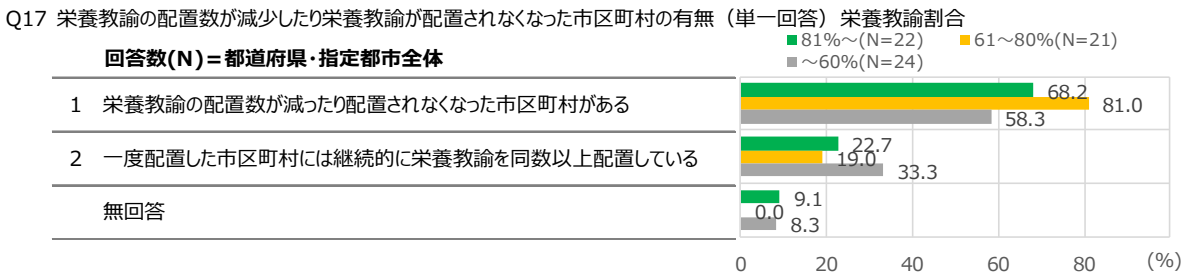 Q17 栄養教諭の配置数が減少したり栄養教諭が配置されなくなった市区町村の有無（単一回答）栄養教諭割合
回答数(N)＝都道府県・指定都市全体
81%～(N=22) 61～80%(N=21)
～60%(N=24)
1 栄養教諭の配置数が減ったり配置されなくなった市区町村がある
68.2
81.0
58.3
2 一度配置した市区町村には継続的に栄養教諭を同数以上配置している
22.7
19.0
33.3
無回答
9.1
0.0
8.3
0 20 40 60 80 (%)